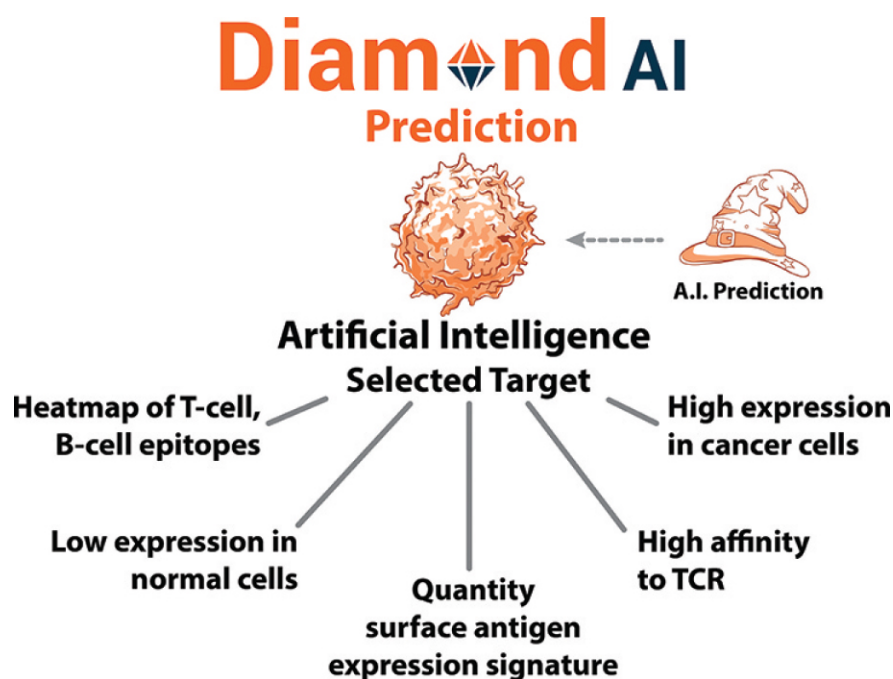 Diamond AI
Prediction
A.I. Prediction
Artificial Intelligence
Selected Target
Heatmap of T-cell,
B-cell epitopes
High expression
in cancer cells
Low expression in
normal cells
High affinity
to TCR
Quantity
surface antigen
expression signature